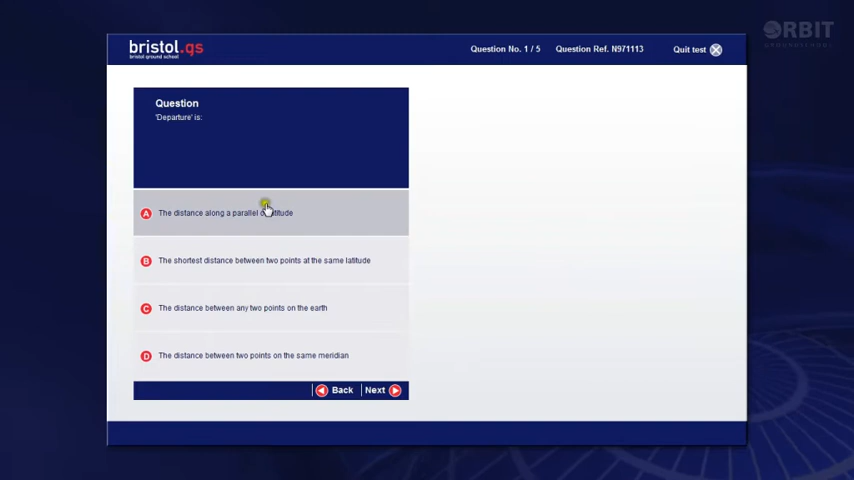 ORBIT
GROUNDSCHOOL
bristol.gs
bristol ground school
Question No. 1 / 5
Question Ref. N971113
Quit test
Question
'Departure' is:
A The distance along a parallel of latitude
B The shortest distance between two points at the same latitude
C The distance between any two points on the earth
D The distance between two points on the same meridian
Back
Next